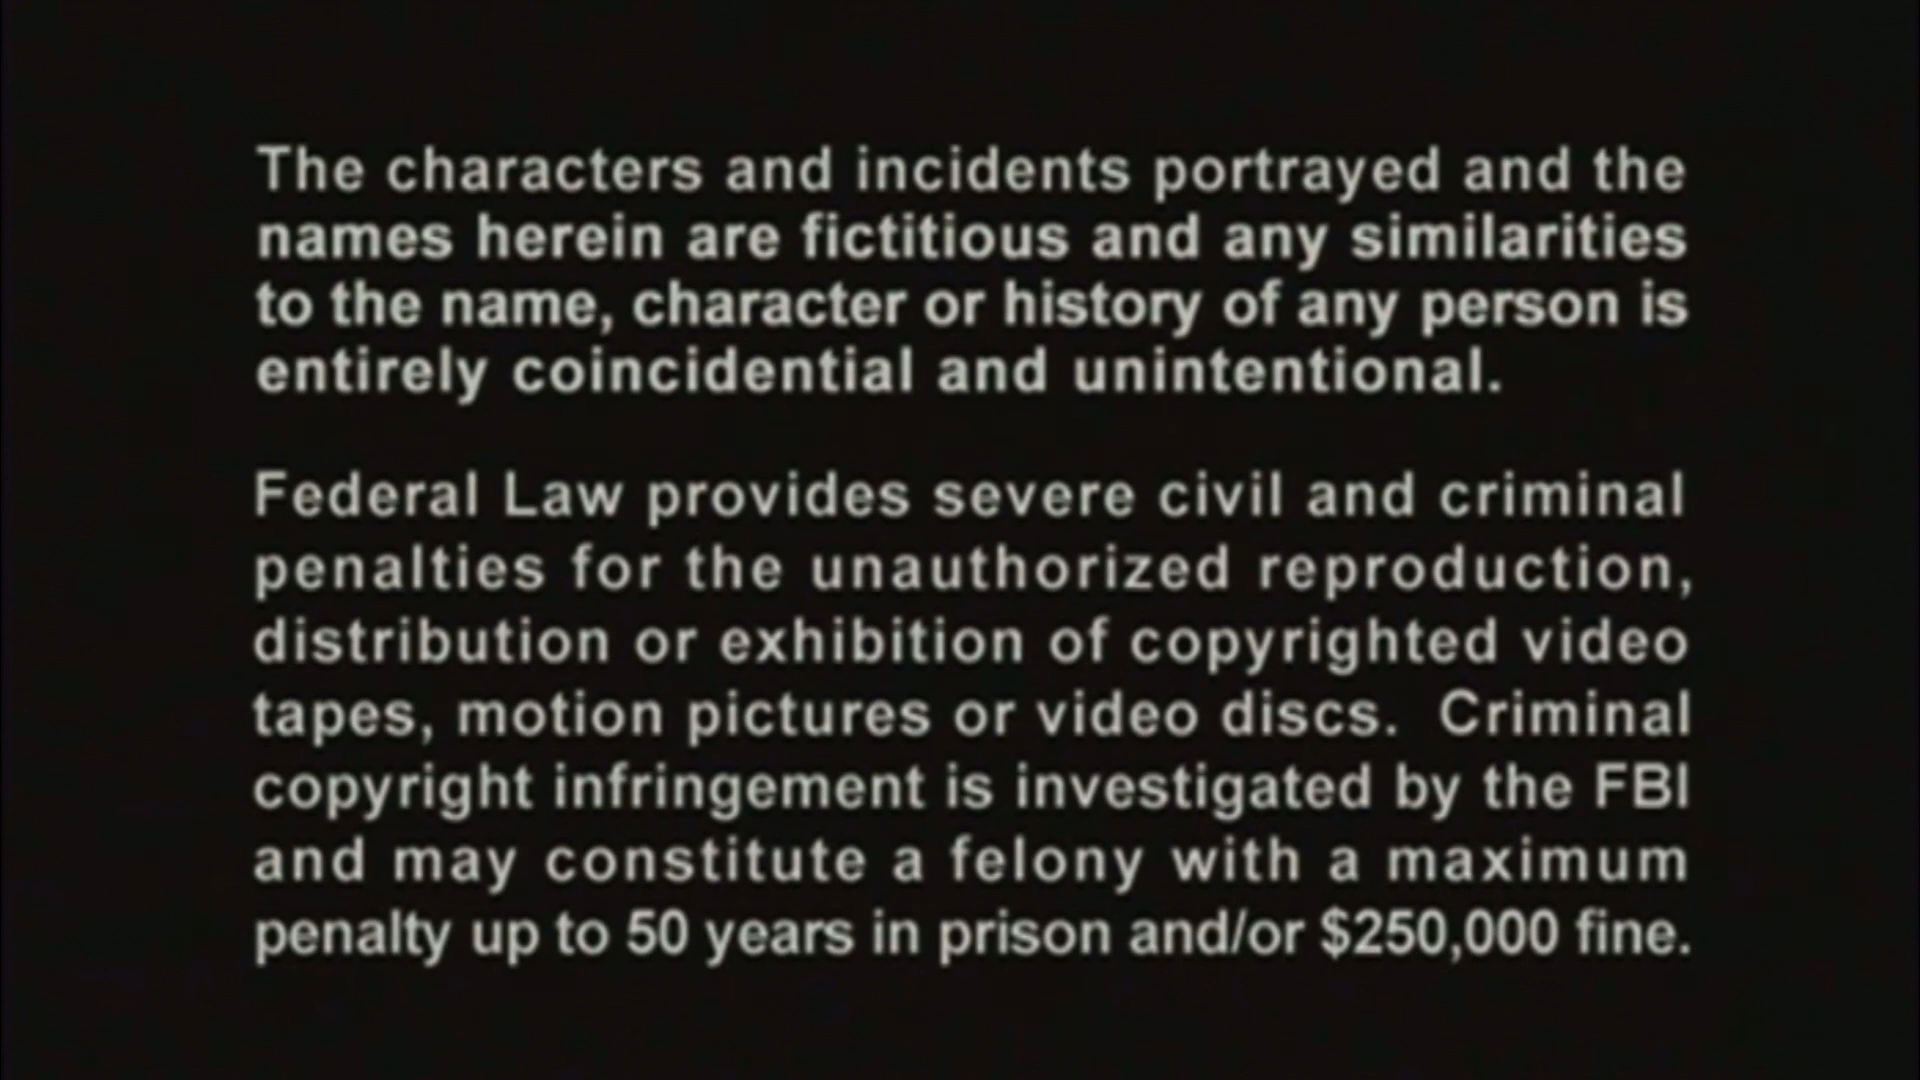 The characters and incidents portrayed and the
names herein are fictitious and any similarities
to the name, character or history of any person is
entirely coincidential and unintentional.
Federal Law provides severe civil and criminal
penalties for the unauthorized reproduction,
distribution or exhibition of copyrighted video
tapes, motion pictures or video discs. Criminal
copyright infringement is investigated by the FBI
and may constitute a felony with a maximum
penalty up to 50 years in prison and/or $250,000 fine.